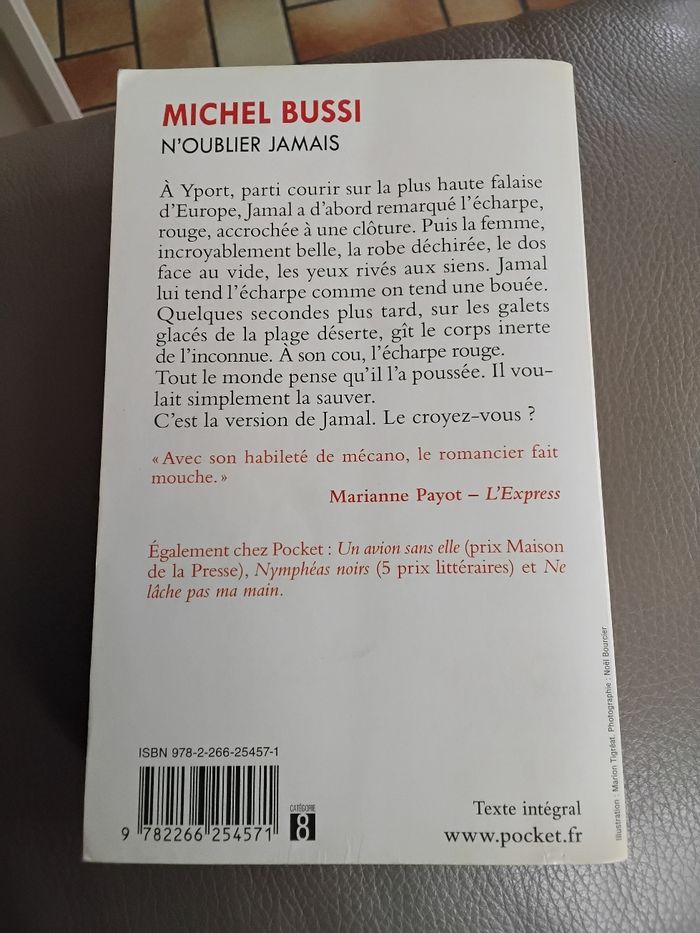 MICHEL BUSSI
N'OUBLIER JAMAIS
À Yport, parti courir sur la plus haute falaise
d'Europe, Jamal a d'abord remarqué l'écharpe,
rouge, accrochée à une clôture. Puis la femme,
incroyablement belle, la robe déchirée, le dos
face au vide, les yeux rivés aux siens. Jamal
lui tend l'écharpe comme on tend une bouée.
Quelques secondes plus tard, sur les galets
glacés de la plage déserte, gît le corps inerte
de l'inconnue. À son cou, l'écharpe rouge.
Tout le monde pense qu'il l'a poussée. Il vou-
lait simplement la sauver.
C'est la version de Jamal. Le croyez-vous ?
« Avec son habileté de mécano, le romancier fait
mouche. »
Marianne Payot – L'Express
Également chez Pocket : Un avion sans elle (prix Maison
de la Presse), Nymphéas noirs (5 prix littéraires) et Ne
lâche pas ma main.
Illustration : Marion Tigréat. Photographie : Noël Bourcier
ISBN 978-2-266-25457-1
9 782266 254571
CATÉGORIE
8
Texte intégral
www.pocket.fr